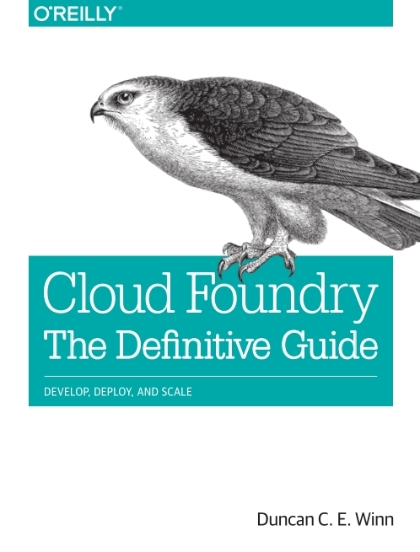 O'REILLY®
Cloud Foundry
The Definitive Guide
DEVELOP, DEPLOY, AND SCALE
Duncan C. E. Winn